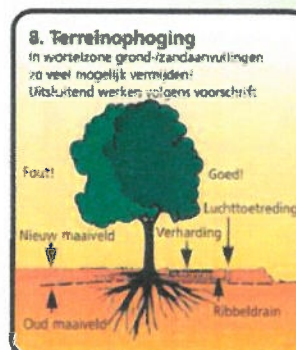 8. Terreinophoging
in wortelzone grond-/zandaanvullingen
zo veel mogelijk vermijden!
Uitsluitend werken volgens voorschrift
Fout!
Goed!
Luchttoetreding
Nieuw maaiveld
Verharding
Oud maaiveld
Ribbeldrain